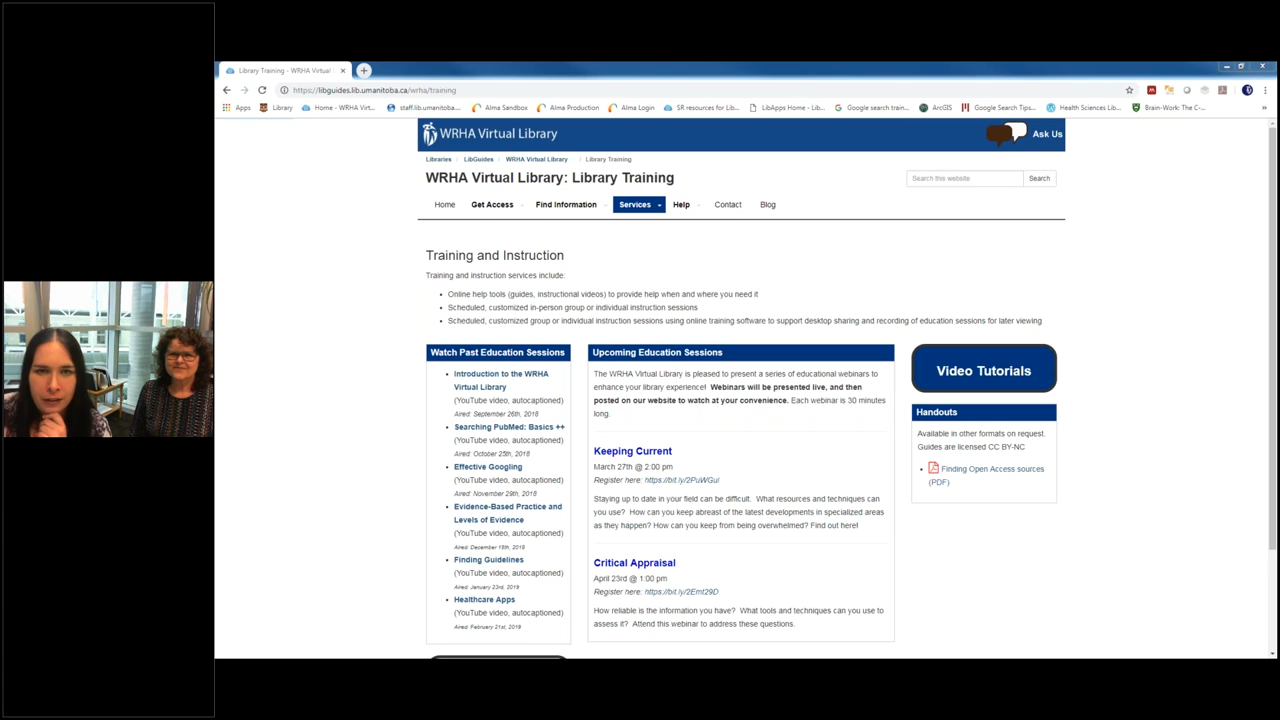 Library Training - WRHA Virtual
https://libguides.lib.umanitoba.ca/wrha/training
Apps
Library
Home - WRHA Virt...
staff.lib.umanitoba....
Alma Sandbox
Alma Production
Alma Login
SR resources for Lib...
LibApps Home - Lib...
Google search train...
ArcGIS
Google Search Tips...
Health Sciences Lib...
Brain-Work: The C-...
WRHA Virtual Library
Ask Us
Libraries / LibGuides / WRHA Virtual Library / Library Training
WRHA Virtual Library: Library Training
Search this website
Search
Home
Get Access
Find Information
Services
Help
Contact
Blog
Training and Instruction
Training and instruction services include:
Online help tools (guides, instructional videos) to provide help when and where you need it
Scheduled, customized in-person group or individual instruction sessions
Scheduled, customized group or individual instruction sessions using online training software to support desktop sharing and recording of education sessions for later viewing
Watch Past Education Sessions
Introduction to the WRHA
Virtual Library
(YouTube video, autocaptioned)
Aired: September 26th, 2018
Searching PubMed: Basics ++
(YouTube video, autocaptioned)
Aired: October 25th, 2018
Effective Googling
(YouTube video, autocaptioned)
Aired: November 29th, 2018
Evidence-Based Practice and
Levels of Evidence
(YouTube video, autocaptioned)
Aired: December 18th, 2018
Finding Guidelines
(YouTube video, autocaptioned)
Aired: January 23rd, 2019
Healthcare Apps
(YouTube video, autocaptioned)
Aired: February 21st, 2019
Upcoming Education Sessions
The WRHA Virtual Library is pleased to present a series of educational webinars to
enhance your library experience! Webinars will be presented live, and then
posted on our website to watch at your convenience. Each webinar is 30 minutes
long.
Keeping Current
March 27th @ 2:00 pm
Register here: https://bit.ly/2PuWGul
Staying up to date in your field can be difficult. What resources and techniques can
you use? How can you keep abreast of the latest developments in specialized areas
as they happen? How can you keep from being overwhelmed? Find out here!
Critical Appraisal
April 23rd @ 1:00 pm
Register here: https://bit.ly/2Emt29D
How reliable is the information you have? What tools and techniques can you use to
assess it? Attend this webinar to address these questions.
Video Tutorials
Handouts
Available in other formats on request.
Guides are licensed CC BY-NC
Finding Open Access sources
(PDF)